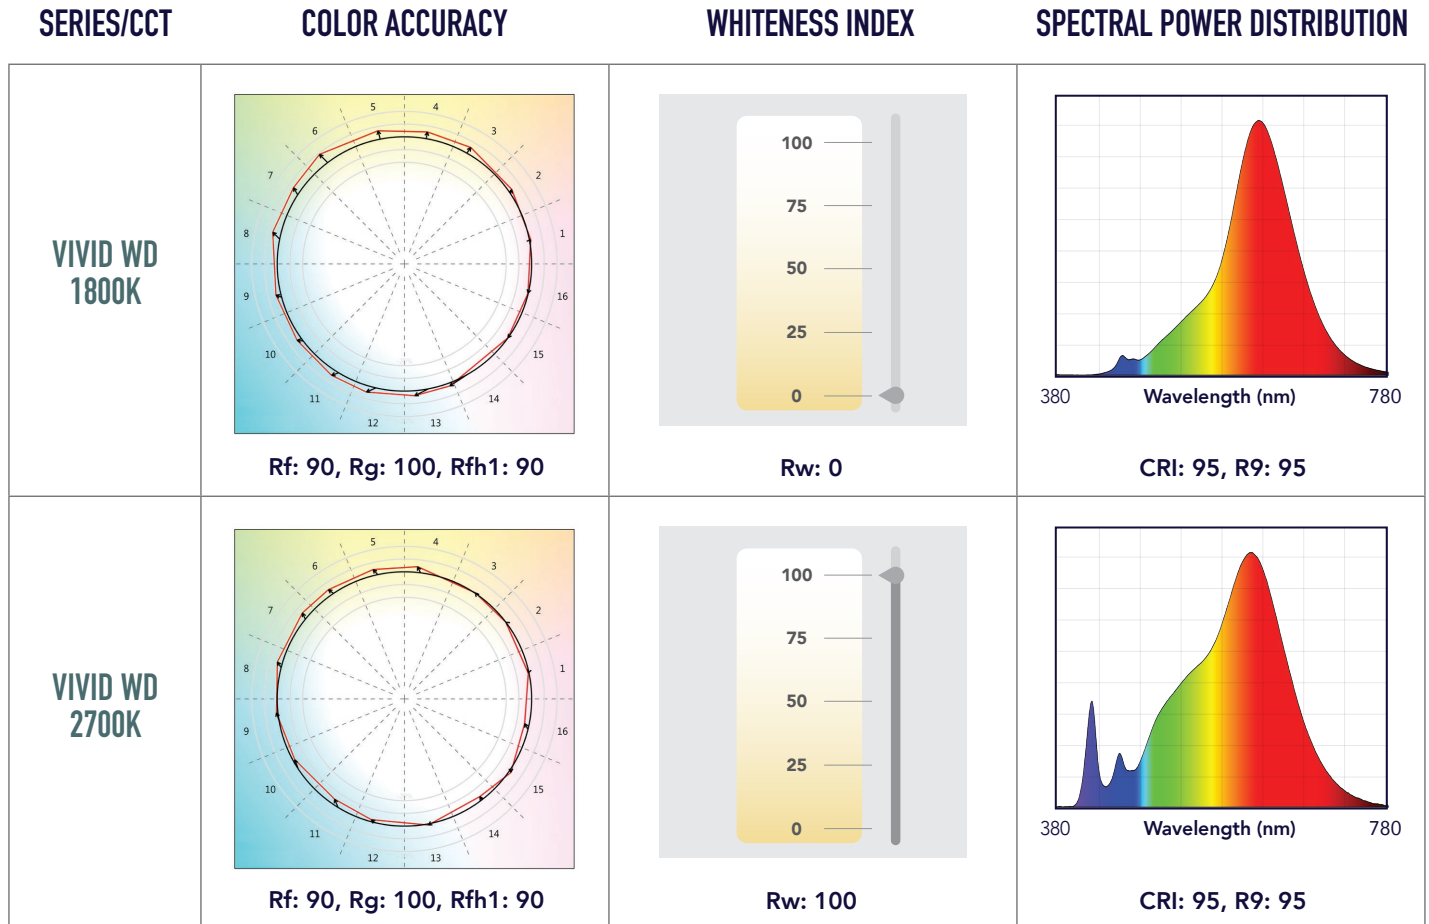 SERIES/CCT
COLOR ACCURACY
WHITENESS INDEX
SPECTRAL POWER DISTRIBUTION
VIVID WD
1800K
5
4
6
3
7
2
8
1
9
16
10
15
11
14
12
13
Rf: 90, Rg: 100, Rfh1: 90
100
75
50
25
0
Rw: 0
380
Wavelength (nm)
780
CRI: 95, R9: 95
VIVID WD
2700K
5
4
6
3
7
2
8
1
9
16
10
15
11
14
12
13
Rf: 90, Rg: 100, Rfh1: 90
100
75
50
25
0
Rw: 100
380
Wavelength (nm)
780
CRI: 95, R9: 95